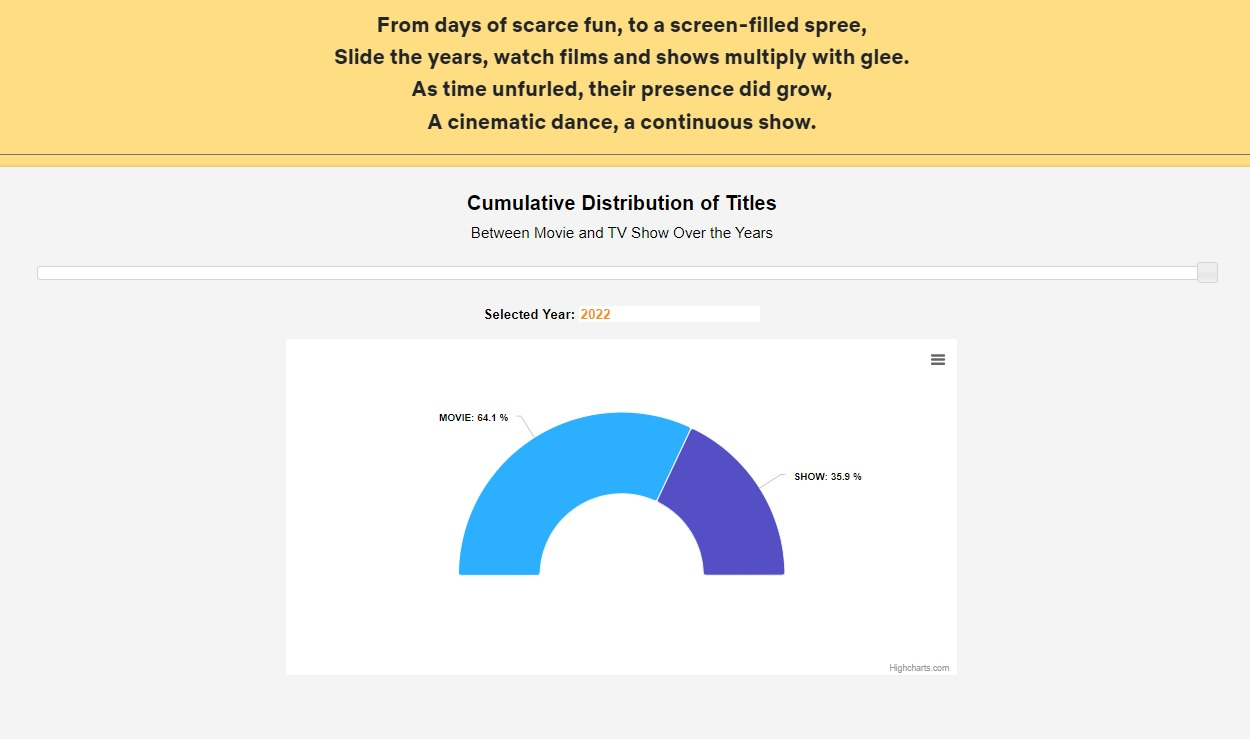 From days of scarce fun, to a screen-filled spree,
Slide the years, watch films and shows multiply with glee.
As time unfurled, their presence did grow,
A cinematic dance, a continuous show.
Cumulative Distribution of Titles
Between Movie and TV Show Over the Years
Selected Year: 2022
MOVIE: 64.1 %
SHOW: 35.9 %
Highcharts.com